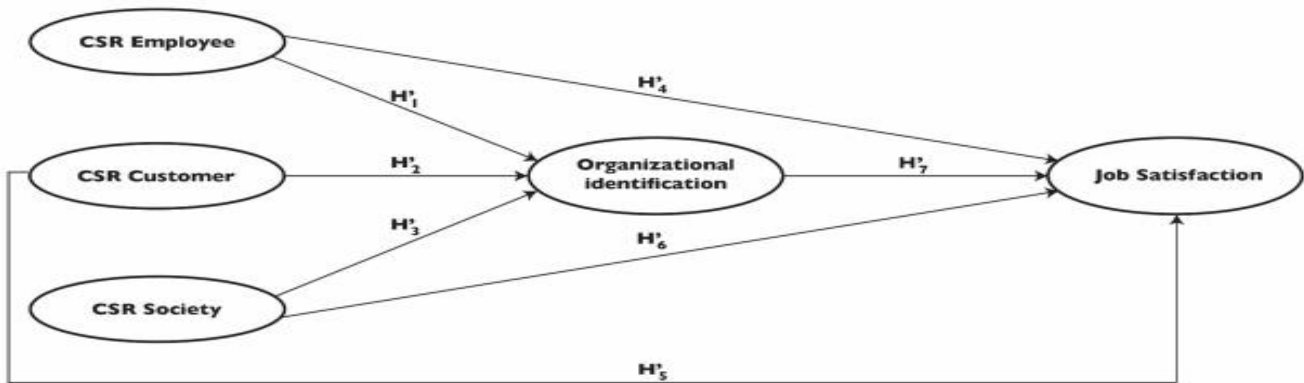 CSR Employee
H'4
H'1
CSR Customer
H'2
Organizational
identification
H'7
Job Satisfaction
H'3
H'6
CSR Society
H'5